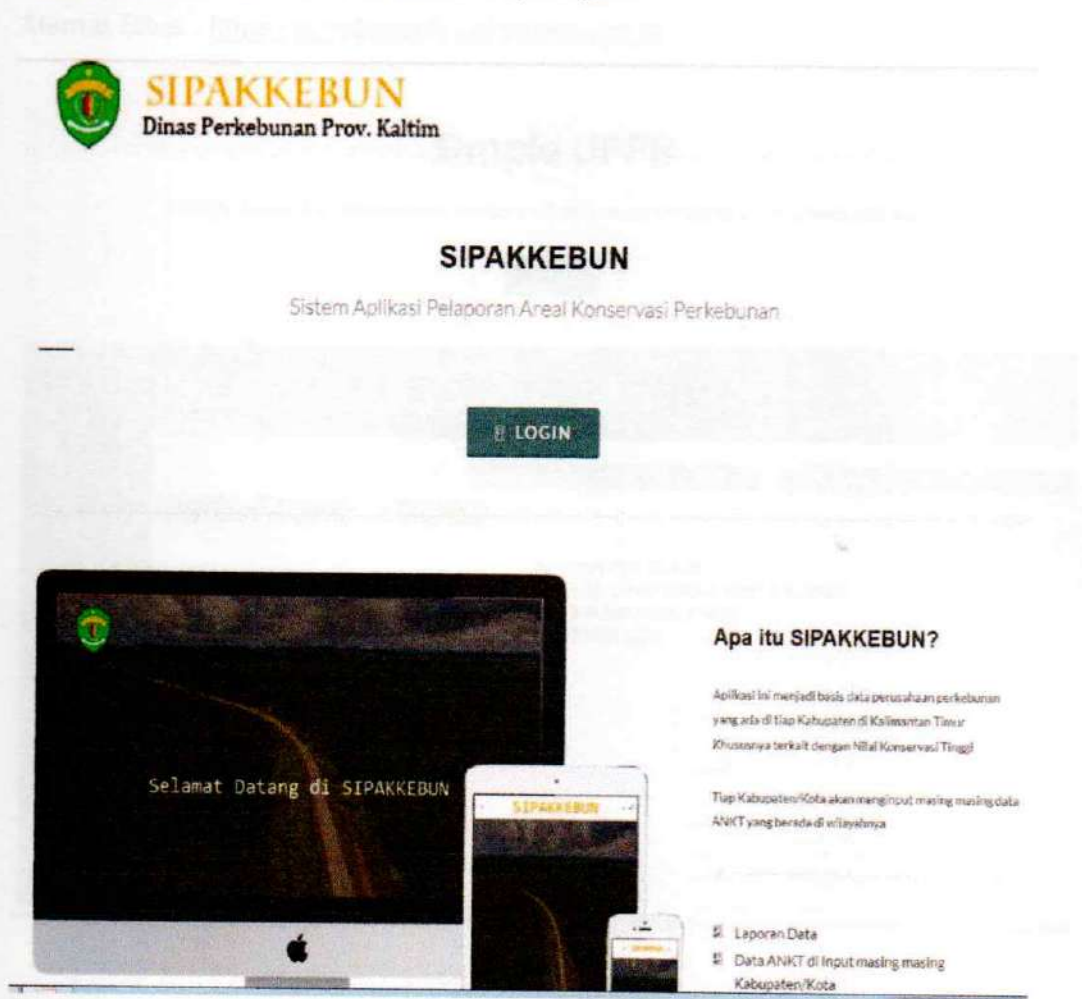 SIPAKKEBUN
Dinas Perkebunan Prov. Kaltim
SIPAKKEBUN
Sistem Aplikasi Pelaporan Areal Konservasi Perkebunan
LOGIN
Selamat Datang di SIPAKKEBUN
SIPAKKEBUN
Apa itu SIPAKKEBUN?
Aplikasi ini menjadi basis data perusahaan perkebunan
yang ada di tiap Kabupaten di Kalimantan Timur
Khususnya terkait dengan Nilai Konservasi Tinggi
Tiap Kabupaten/Kota akan menginput masing masing data
ANKT yang berada di wilayahnya
Laporan Data
Data ANKT di Input masing masing
Kabupaten/Kota